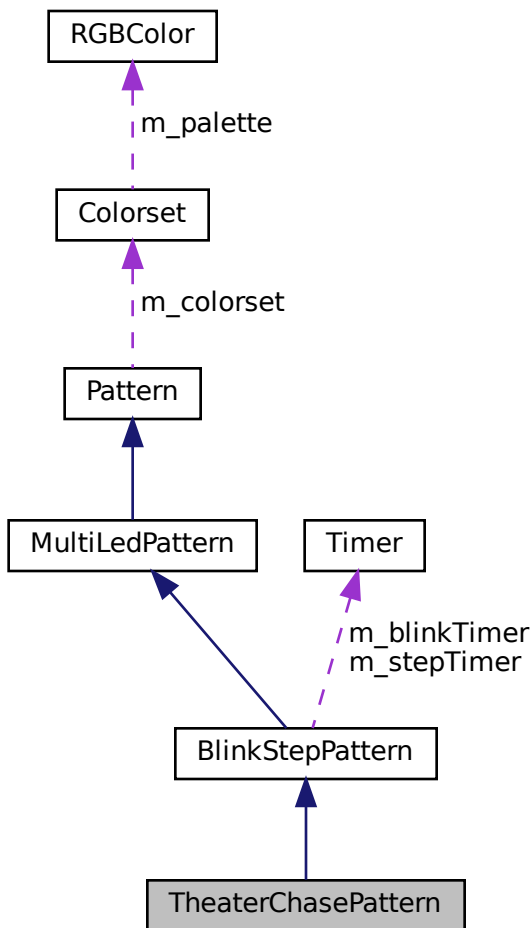 RGBColor
m_palette
Colorset
m_colorset
Pattern
MultiLedPattern
Timer
m_blinkTimer
m_stepTimer
BlinkStepPattern
TheaterChasePattern